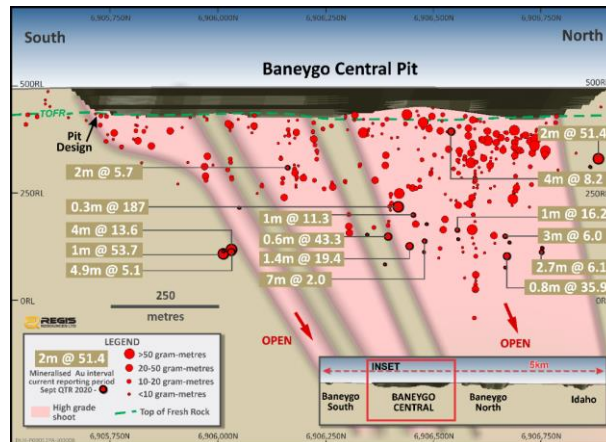 6,905,750N
6,906,000N
6,906,250N
6,906,500N
6,905,750N
South
North
Baneygo Central Pit
500RL
500RL
TOFR
Pit
Design
2m @ 51.4
4m @ 8.2
2m @ 5.7
250RL
250RL
0.3m @ 187
1m @ 11.3
1m @ 16.2
4m @ 13.6
0.6m @ 43.3
3m @ 6.0
1m @ 53.7
1.4m @ 19.4
4.9m @ 5.1
7m @ 2.0
2.7m @ 6.1
0RL
0RL
0.8m @ 35.9
250
metres
OPEN
OPEN
REGIS
RESOURCES LTD
LEGEND
2m @ 51.4
Mineralised Au interval
current reporting period
Sept QTR 2020 -
>50 gram-metres
20-50 gram-metres
10-20 gram-metres
<10 gram-metres
High grade
shoot
Top of Fresh Rock
INSET
5km
Baneygo
South
BANEYGO
CENTRAL
Baneygo
North
Idaho
6,905,750N
6,906,000N
6,906,250N
6,906,500N
6,905,750N